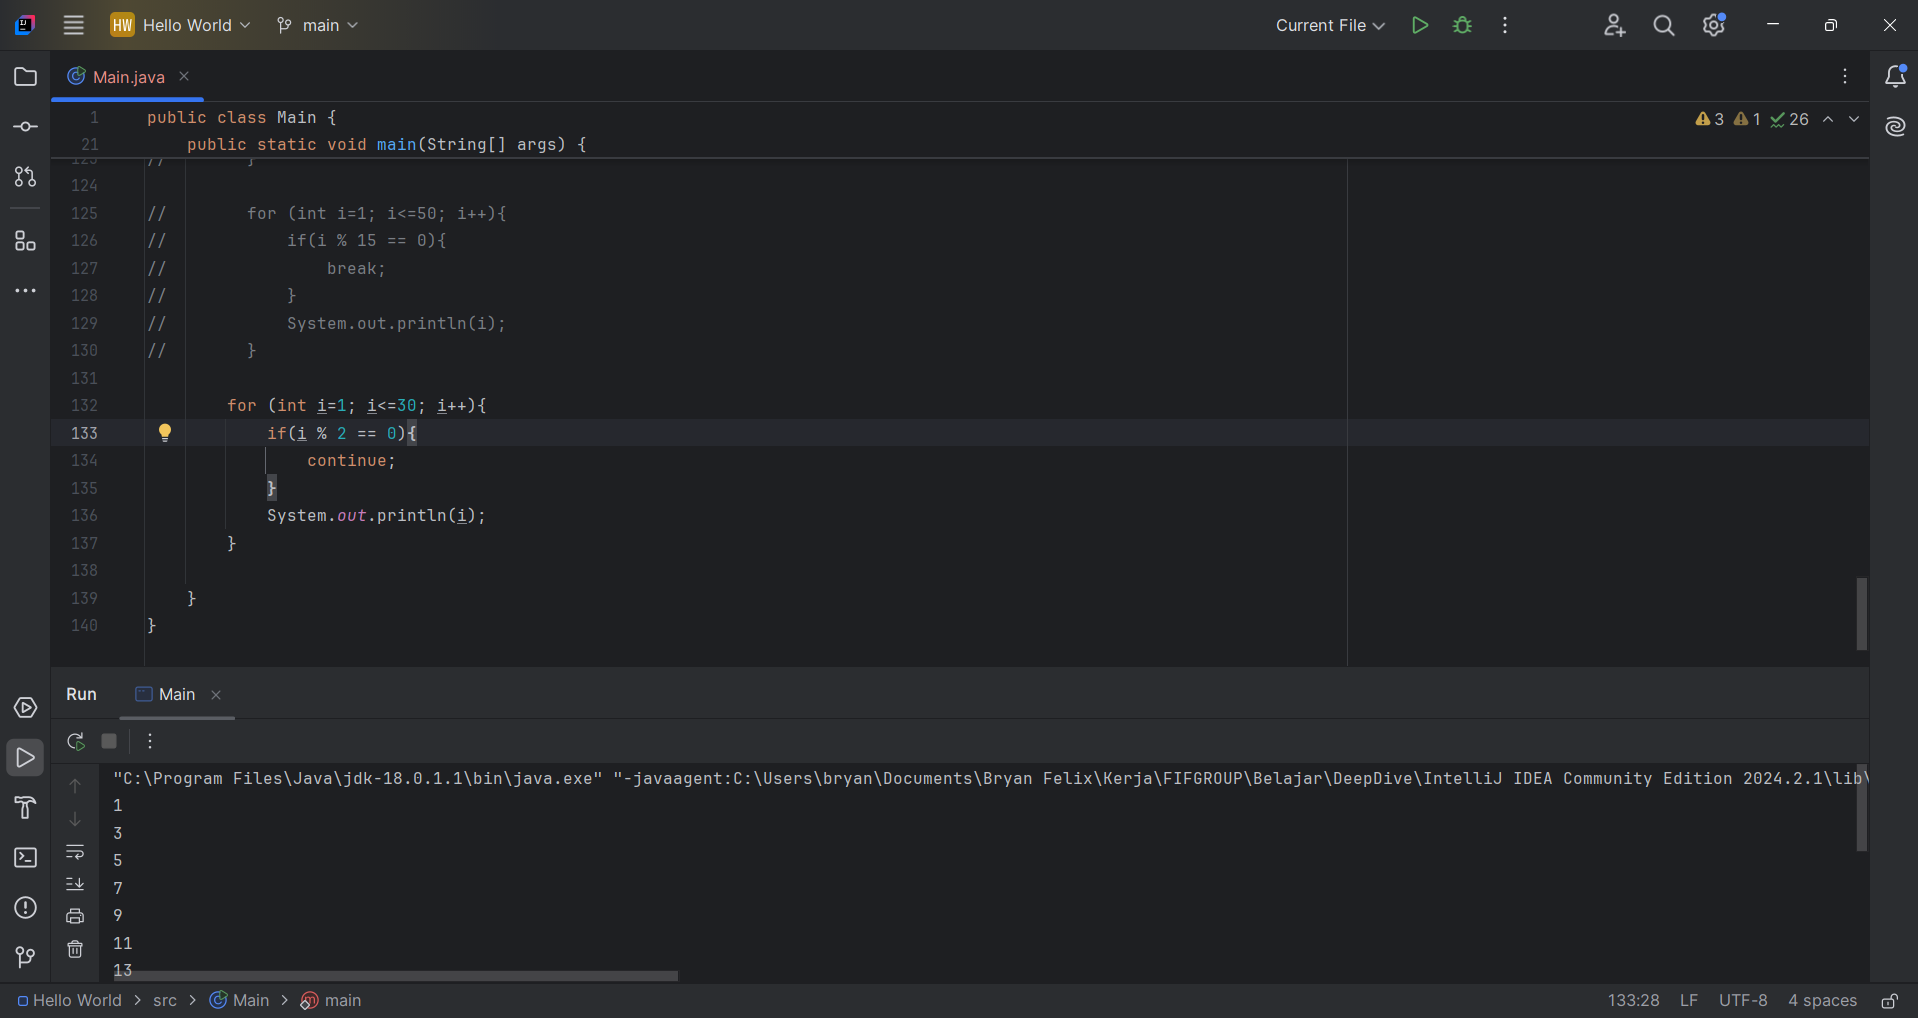 HW Hello World main Current File
Main.java
1 public class Main {
21 public static void main(String[] args) {
3 1 26
123 // }
124
125 // for (int i=1; i<=50; i++){
126 // if(i % 15 == 0){
127 // break;
128 // }
129 // System.out.println(i);
130 // }
131
132 for (int i=1; i<=30; i++){
133 if(i % 2 == 0){
134 continue;
135 }
136 System.out.println(i);
137 }
138
139 }
140 }
Run Main
"C:\Program Files\Java\jdk-18.0.1.1\bin\java.exe" "-javaagent:C:\Users\bryan\Documents\Bryan Felix\Kerja\FIFGROUP\Belajar\DeepDive\IntelliJ IDEA Community Edition 2024.2.1\lib\
1
3
5
7
9
11
13
Hello World > src > Main > main 133:28 LF UTF-8 4 spaces